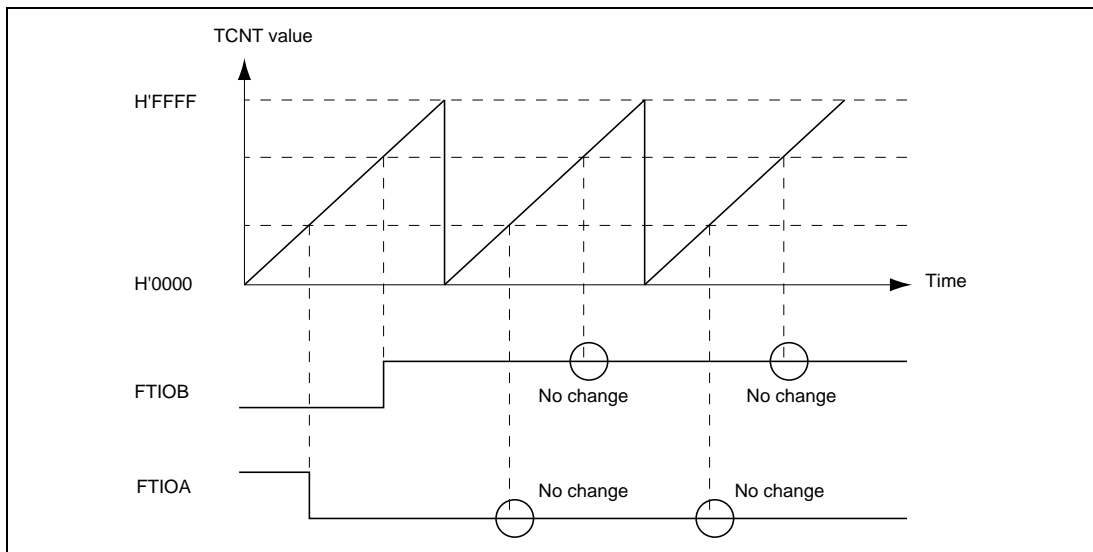 TCNT value
H'FFFF
H'0000
Time
FTIOB
No change
No change
FTIOA
No change
No change